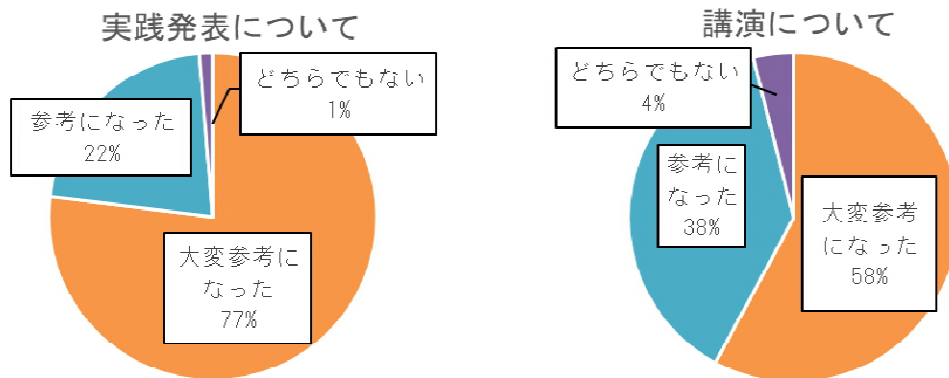 実践発表について
どちらでもない
1%
参考になった
22%
大変参考に
なった
77%
講演について
どちらでもない
4%
参考に
なった
38%
大変参考
になった
58%